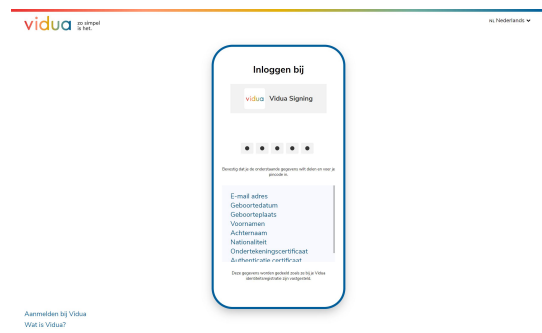 vidua zo simpel
is het.
NL Nederlands
Inloggen bij
vidua Vidua Signing
Bevestig dat je de onderstaande gegevens wilt delen en voer je
pincode in.
E-mail adres
Geboortedatum
Geboorteplaats
Voornamen
Achternaam
Nationaliteit
Ondertekeningscertificaat
Authenticatie certificaat
Deze gegevens worden gedeeld zoals ze bij je Vidua
identiteitsregistratie zijn vastgesteld.
Aanmelden bij Vidua
Wat is Vidua?